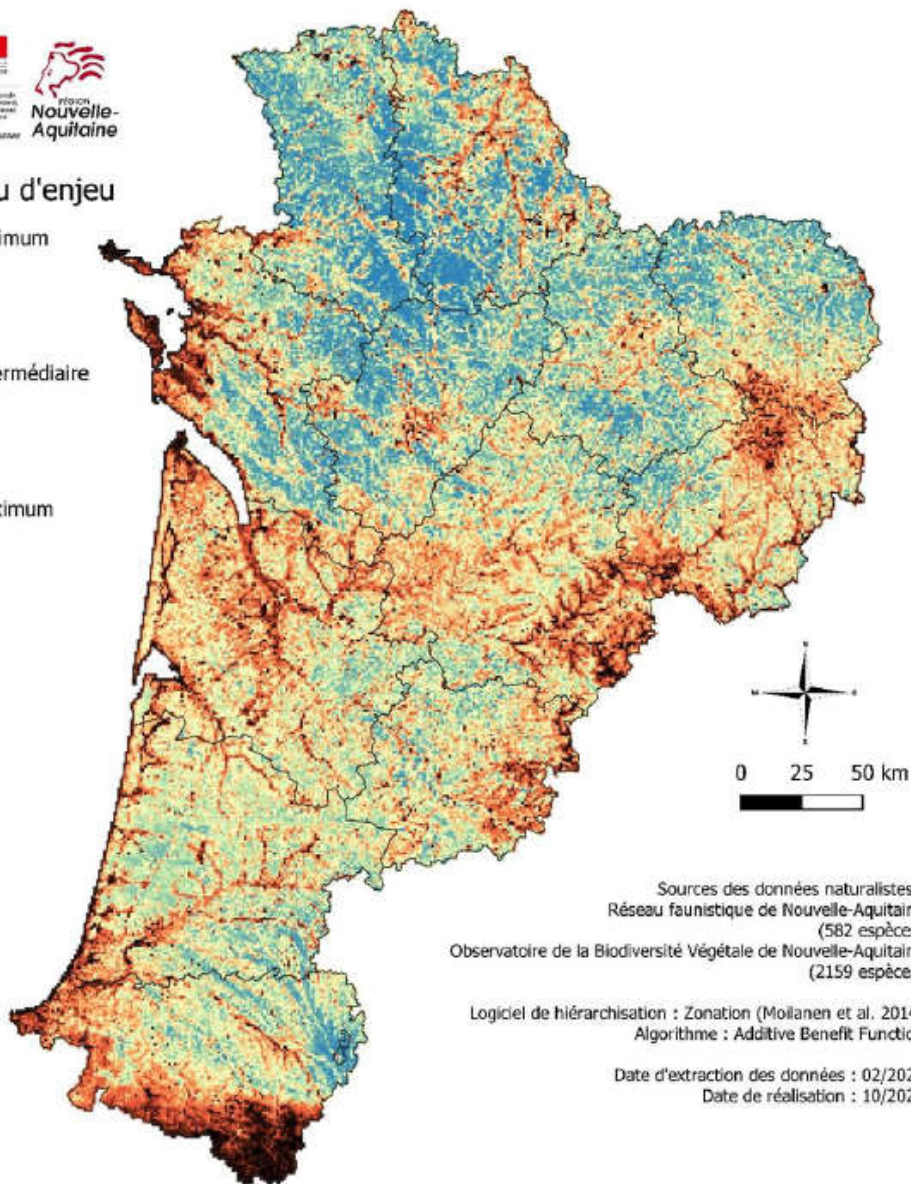 RÉGION
Nouvelle-
Aquitaine
u d'enjeu
imum
ermédiaire
ximum
0 25 50 km
Sources des données naturalistes
Réseau faunistique de Nouvelle-Aquitain
(582 espèce
Observatoire de la Biodiversité Végétale de Nouvelle-Aquitain
(2159 espèce
Logiciel de hiérarchisation : Zonation (Moilanen et al. 201
Algorithme : Additive Benefit Functio
Date d'extraction des données : 02/202
Date de réalisation : 10/202